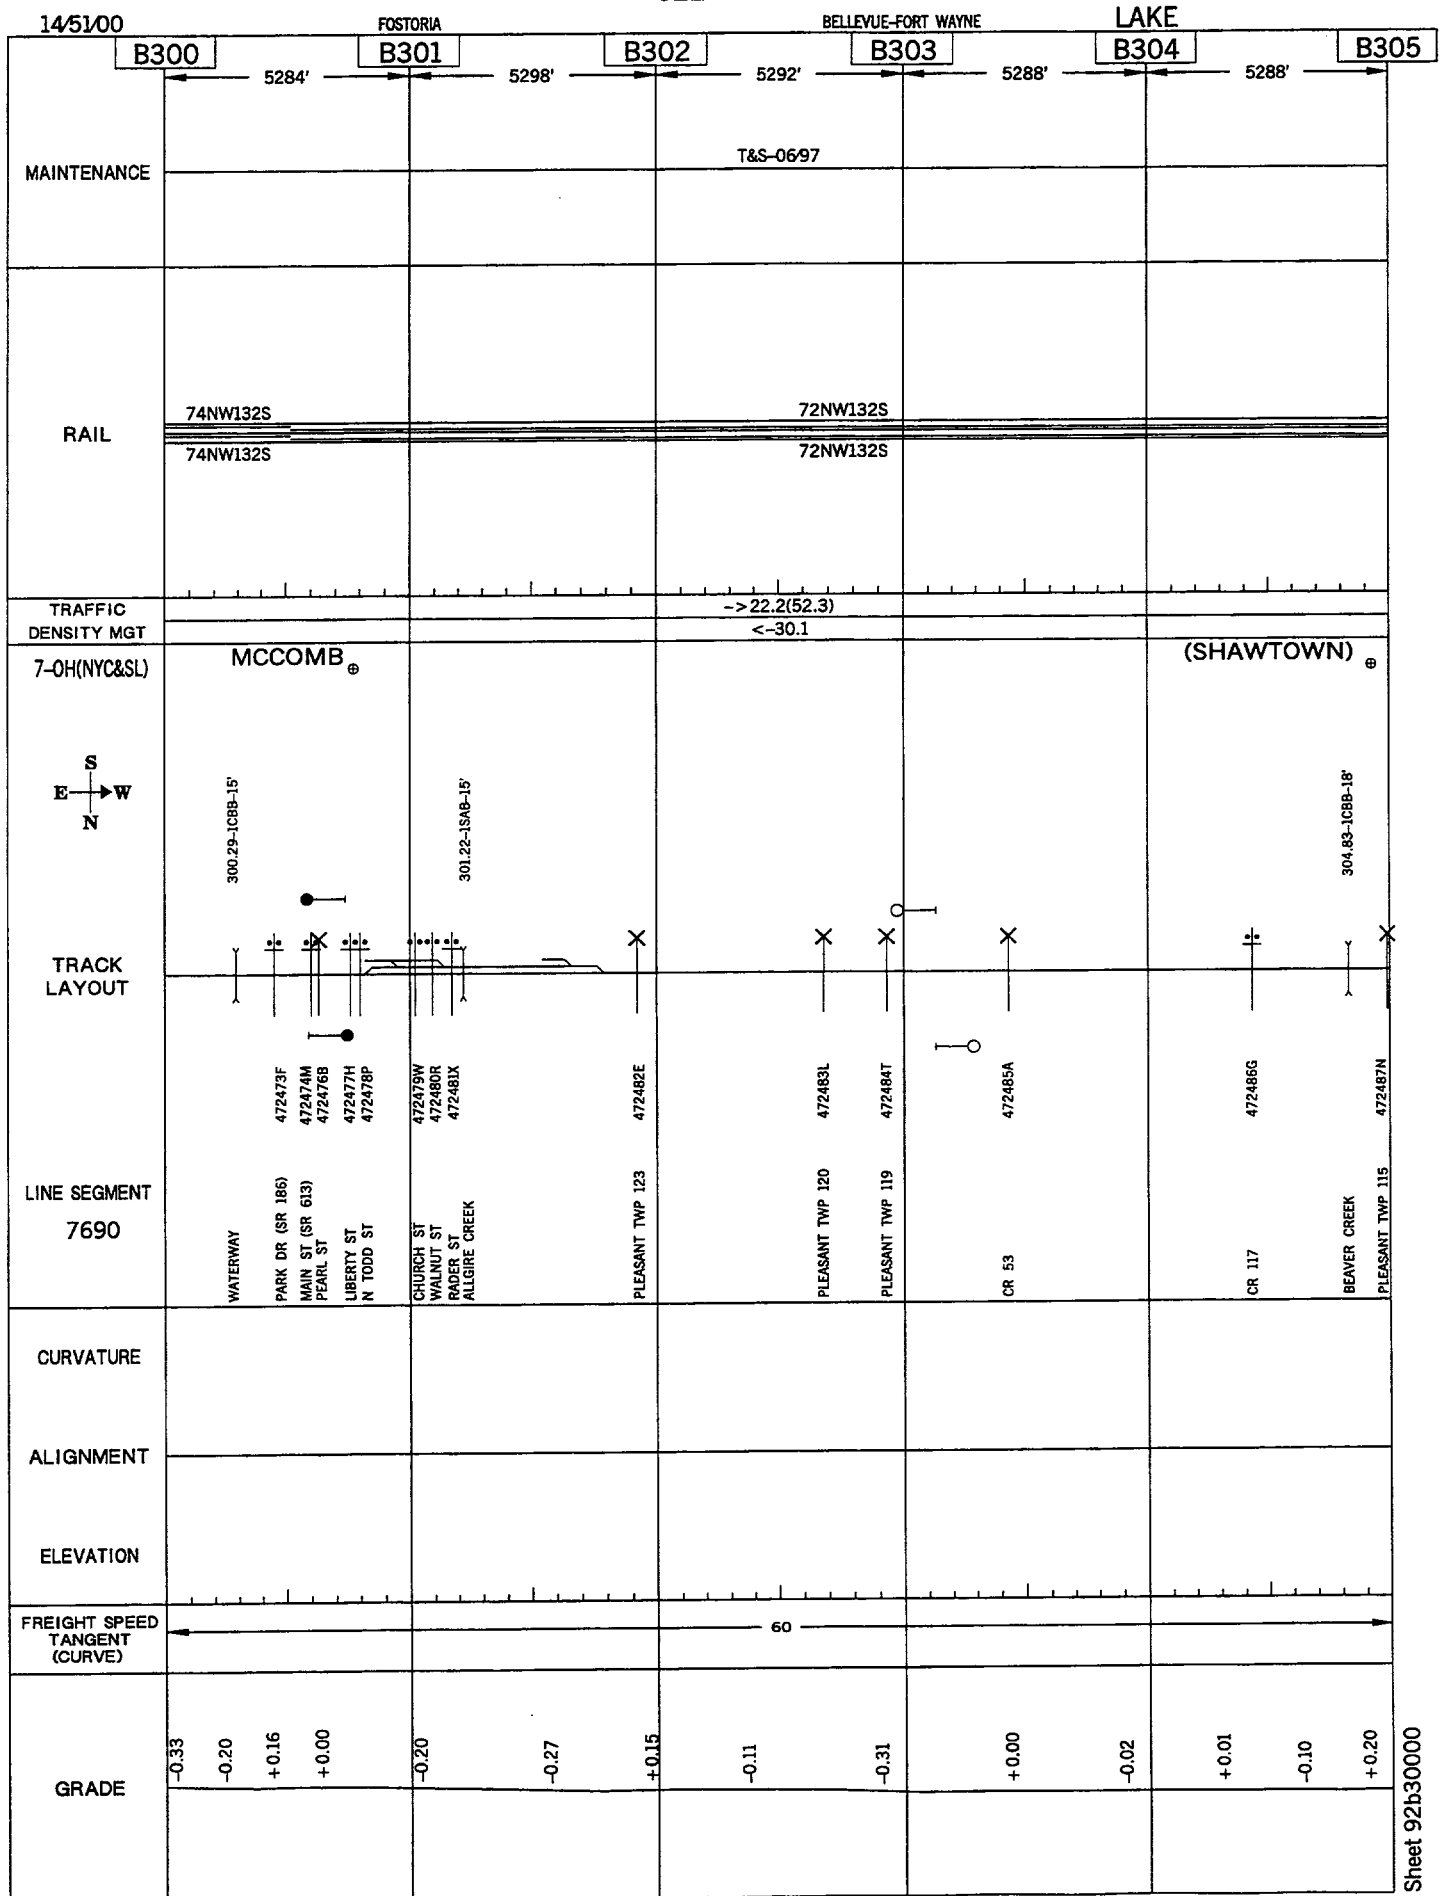 14/51/00 FOSTORIA BELLEVUE-FORT WAYNE LAKE
B300 B301 B302 B303 B304 B305
5284' 5298' 5292' 5288' 5288'
MAINTENANCE T&S-06/97
74NW132S 72NW132S
RAIL
74NW132S 72NW132S
TRAFFIC ->22.2(52.3)
DENSITY MGT <-30.1
7-OH(NYC&SL) MCCOMB (SHAWTOWN)
S
E W
N
300.29-1CBB-15' 301.22-1SAB-15' 304.83-1CBB-18'
TRACK
LAYOUT
472473F
472474M
472476B
472477H
472478P
472479W
472480R
472481X
472482E
472483L
472484T
472485A
472486G
472487N
LINE SEGMENT
7690
WATERWAY
PARK DR (SR 186)
MAIN ST (SR 613)
PEARL ST
LIBERTY ST
N TODD ST
CHURCH ST
WALNUT ST
RADER ST
ALLGIRE CREEK
PLEASANT TWP 123
PLEASANT TWP 120
PLEASANT TWP 119
CR 53
CR 117
BEAVER CREEK
PLEASANT TWP 115
CURVATURE
ALIGNMENT
ELEVATION
FREIGHT SPEED
TANGENT
(CURVE)
60
GRADE
-0.33 -0.20 +0.16 +0.00 -0.20 -0.27 +0.15 -0.11 -0.31 +0.00 -0.02 +0.01 -0.10 +0.20
Sheet 92b30000